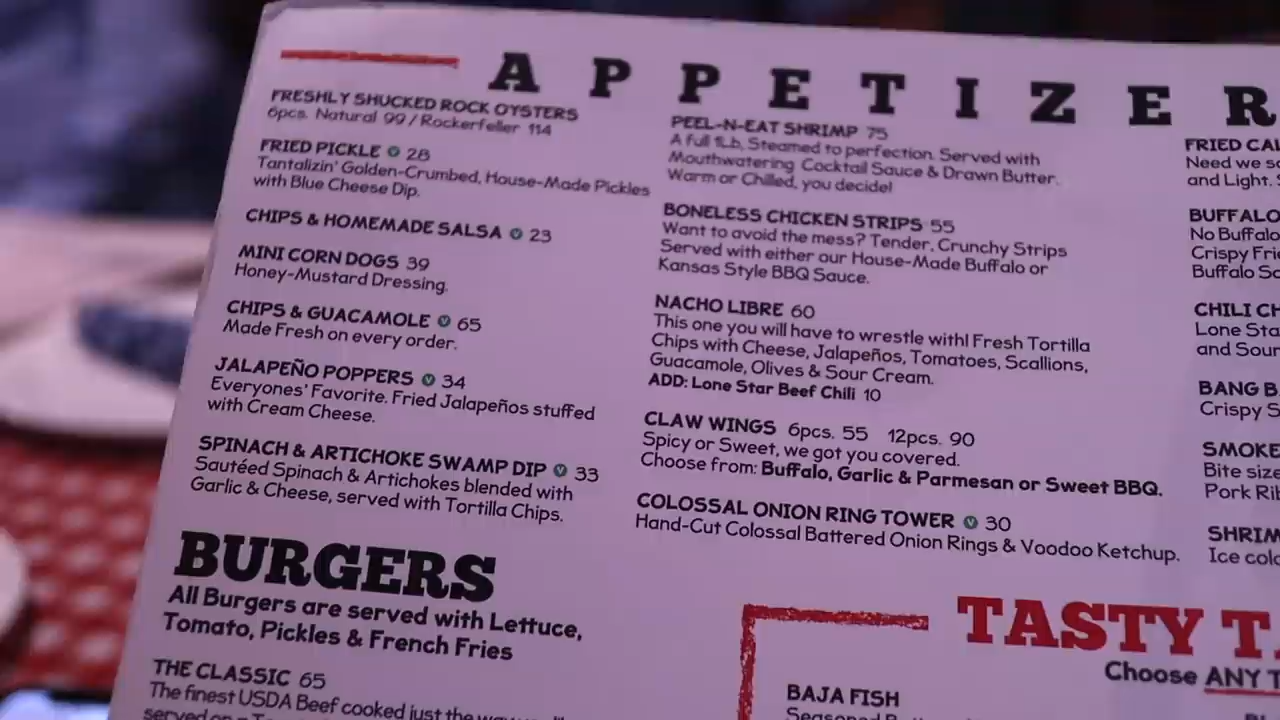 APPETIZER
FRESHLY SHUCKED ROCK OYSTERS
6pcs. Natural 99 / Rockerfeller 114
FRIED PICKLE V 28
Tantalizin' Golden-Crumbed, House-Made Pickles
with Blue Cheese Dip.
CHIPS & HOMEMADE SALSA V 23
MINI CORN DOGS 39
Honey-Mustard Dressing.
CHIPS & GUACAMOLE V 65
Made Fresh on every order.
JALAPEÑO POPPERS V 34
Everyones' Favorite. Fried Jalapeños stuffed
with Cream Cheese.
SPINACH & ARTICHOKE SWAMP DIP V 33
Sautéed Spinach & Artichokes blended with
Garlic & Cheese, served with Tortilla Chips.
BURGERS
All Burgers are served with Lettuce,
Tomato, Pickles & French Fries
THE CLASSIC 65
The finest USDA Beef cooked just the way
served on
PEEL-N-EAT SHRIMP 75
A full 1Lb. Steamed to perfection. Served with
Mouthwatering Cocktail Sauce & Drawn Butter.
Warm or Chilled, you decide!
BONELESS CHICKEN STRIPS 55
Want to avoid the mess? Tender, Crunchy Strips
Served with either our House-Made Buffalo or
Kansas Style BBQ Sauce.
NACHO LIBRE 60
This one you will have to wrestle with! Fresh Tortilla
Chips with Cheese, Jalapeños, Tomatoes, Scallions,
Guacamole, Olives & Sour Cream.
ADD: Lone Star Beef Chili 10
CLAW WINGS 6pcs. 55 12pcs. 90
Spicy or Sweet, we got you covered.
Choose from: Buffalo, Garlic & Parmesan or Sweet BBQ.
COLOSSAL ONION RING TOWER V 30
Hand-Cut Colossal Battered Onion Rings & Voodoo Ketchup.
TASTY T
Choose ANY T
BAJA FISH
Seasoned
FRIED CAL
Need we s
and Light.
BUFFALO
No Buffalo
Crispy Fri
Buffalo Sa
CHILI CH
Lone Sta
and Sour
BANG B
Crispy S
SMOKE
Bite size
Pork Rib
SHRIM
Ice cold